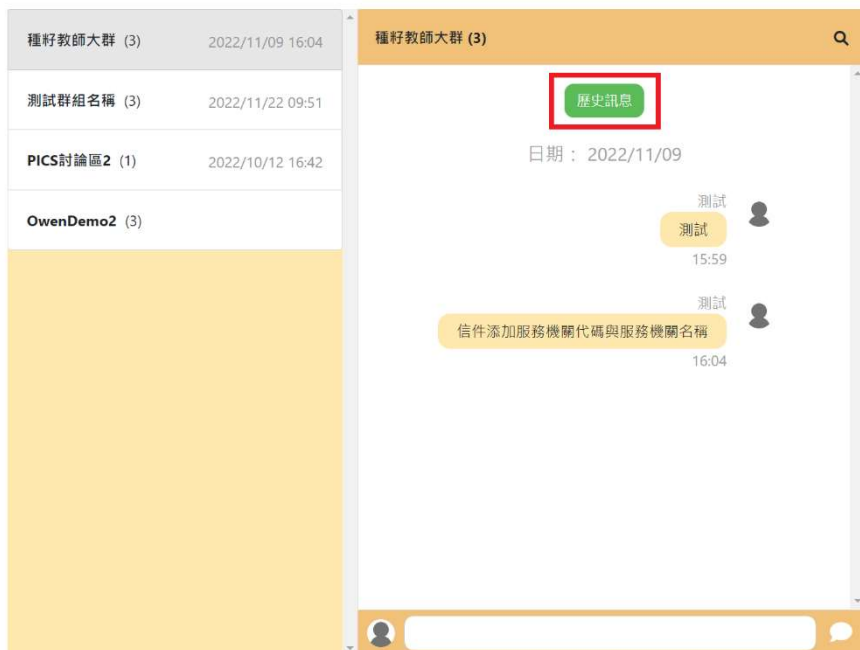 種籽教師大群 (3) 2022/11/09 16:04
測試群組名稱 (3) 2022/11/22 09:51
PICS討論區2 (1) 2022/10/12 16:42
OwenDemo2 (3)
種籽教師大群 (3)
歷史訊息
日期： 2022/11/09
測試
測試
15:59
測試
信件添加服務機關代碼與服務機關名稱
16:04